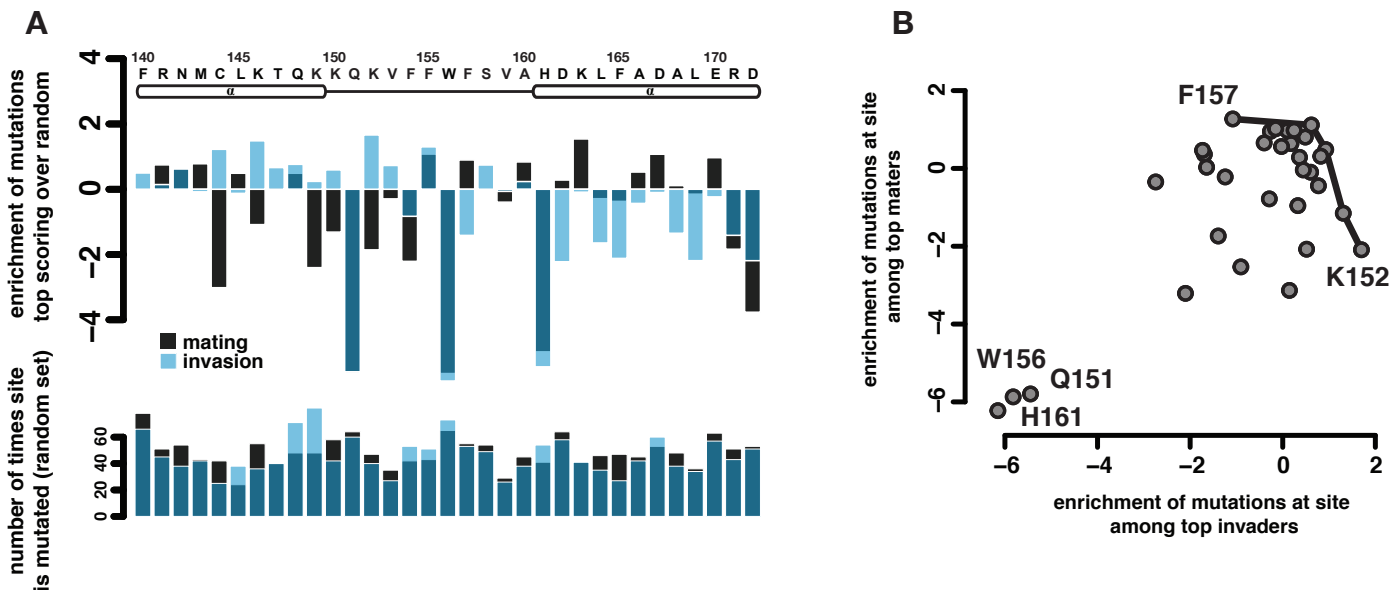 A
enrichment of mutations
top scoring over random
4
2
0
−2
−4
140 145 150 155 160 165 170
F R N M C L K T Q K K Q K V F F W F S V A H D K L F A D A L E R D
α α
mating
invasion
number of times site
is mutated (random set)
60
40
20
0
B
enrichment of mutations at site
among top maters
2
0
−2
−4
−6
F157
K152
W156
Q151
H161
−6 −4 −2 0 2
enrichment of mutations at site
among top invaders